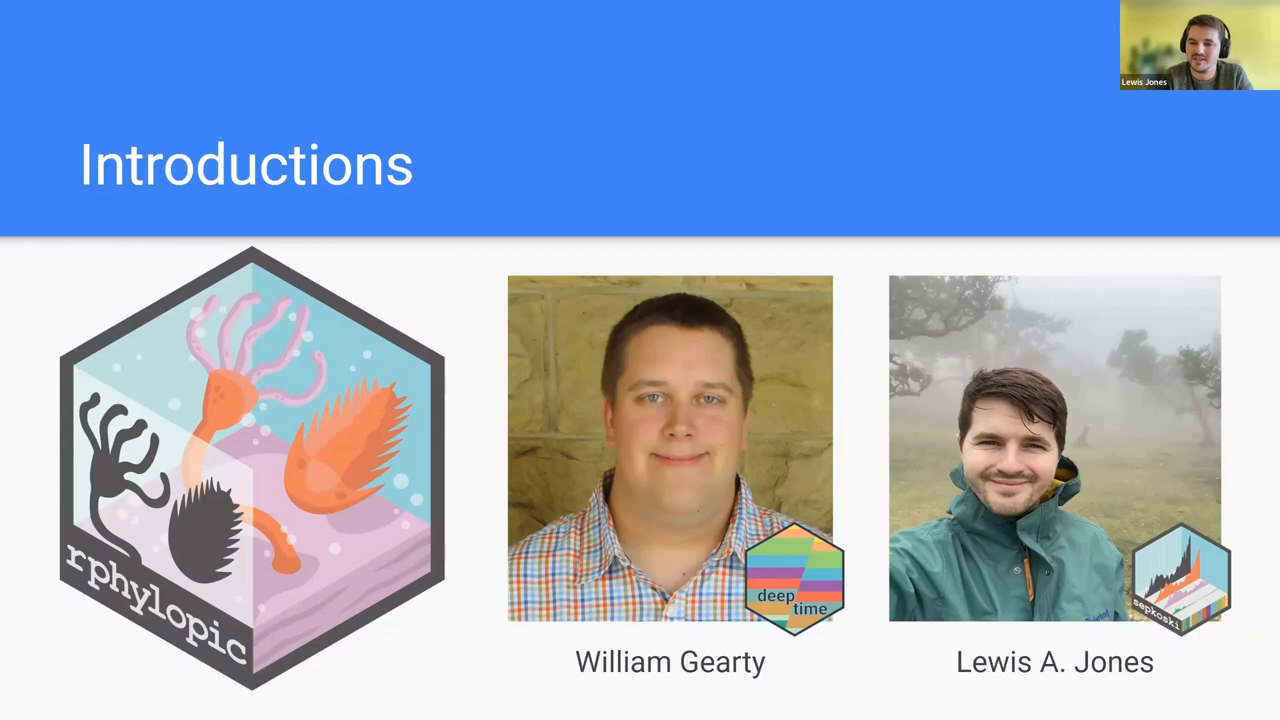 Lewis Jones
Introductions
rphylopic
deep
time
sepkoski
William Gearty
Lewis A. Jones